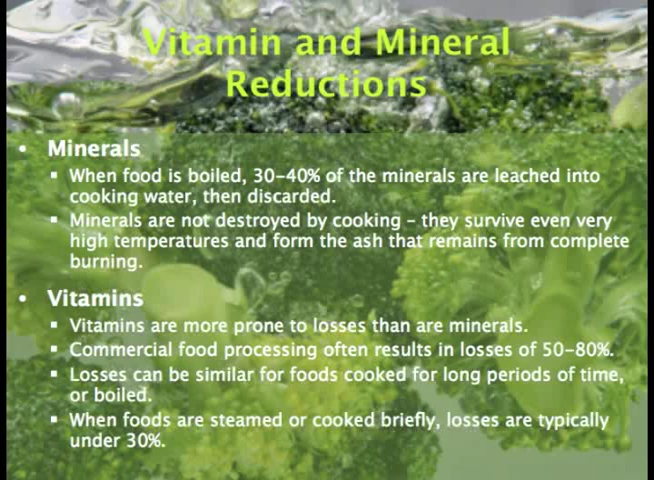 Vitamin and Mineral
Reductions
• Minerals
▪ When food is boiled, 30-40% of the minerals are leached into
cooking water, then discarded.
▪ Minerals are not destroyed by cooking – they survive even very
high temperatures and form the ash that remains from complete
burning.
• Vitamins
▪ Vitamins are more prone to losses than are minerals.
▪ Commercial food processing often results in losses of 50-80%.
▪ Losses can be similar for foods cooked for long periods of time,
or boiled.
▪ When foods are steamed or cooked briefly, losses are typically
under 30%.